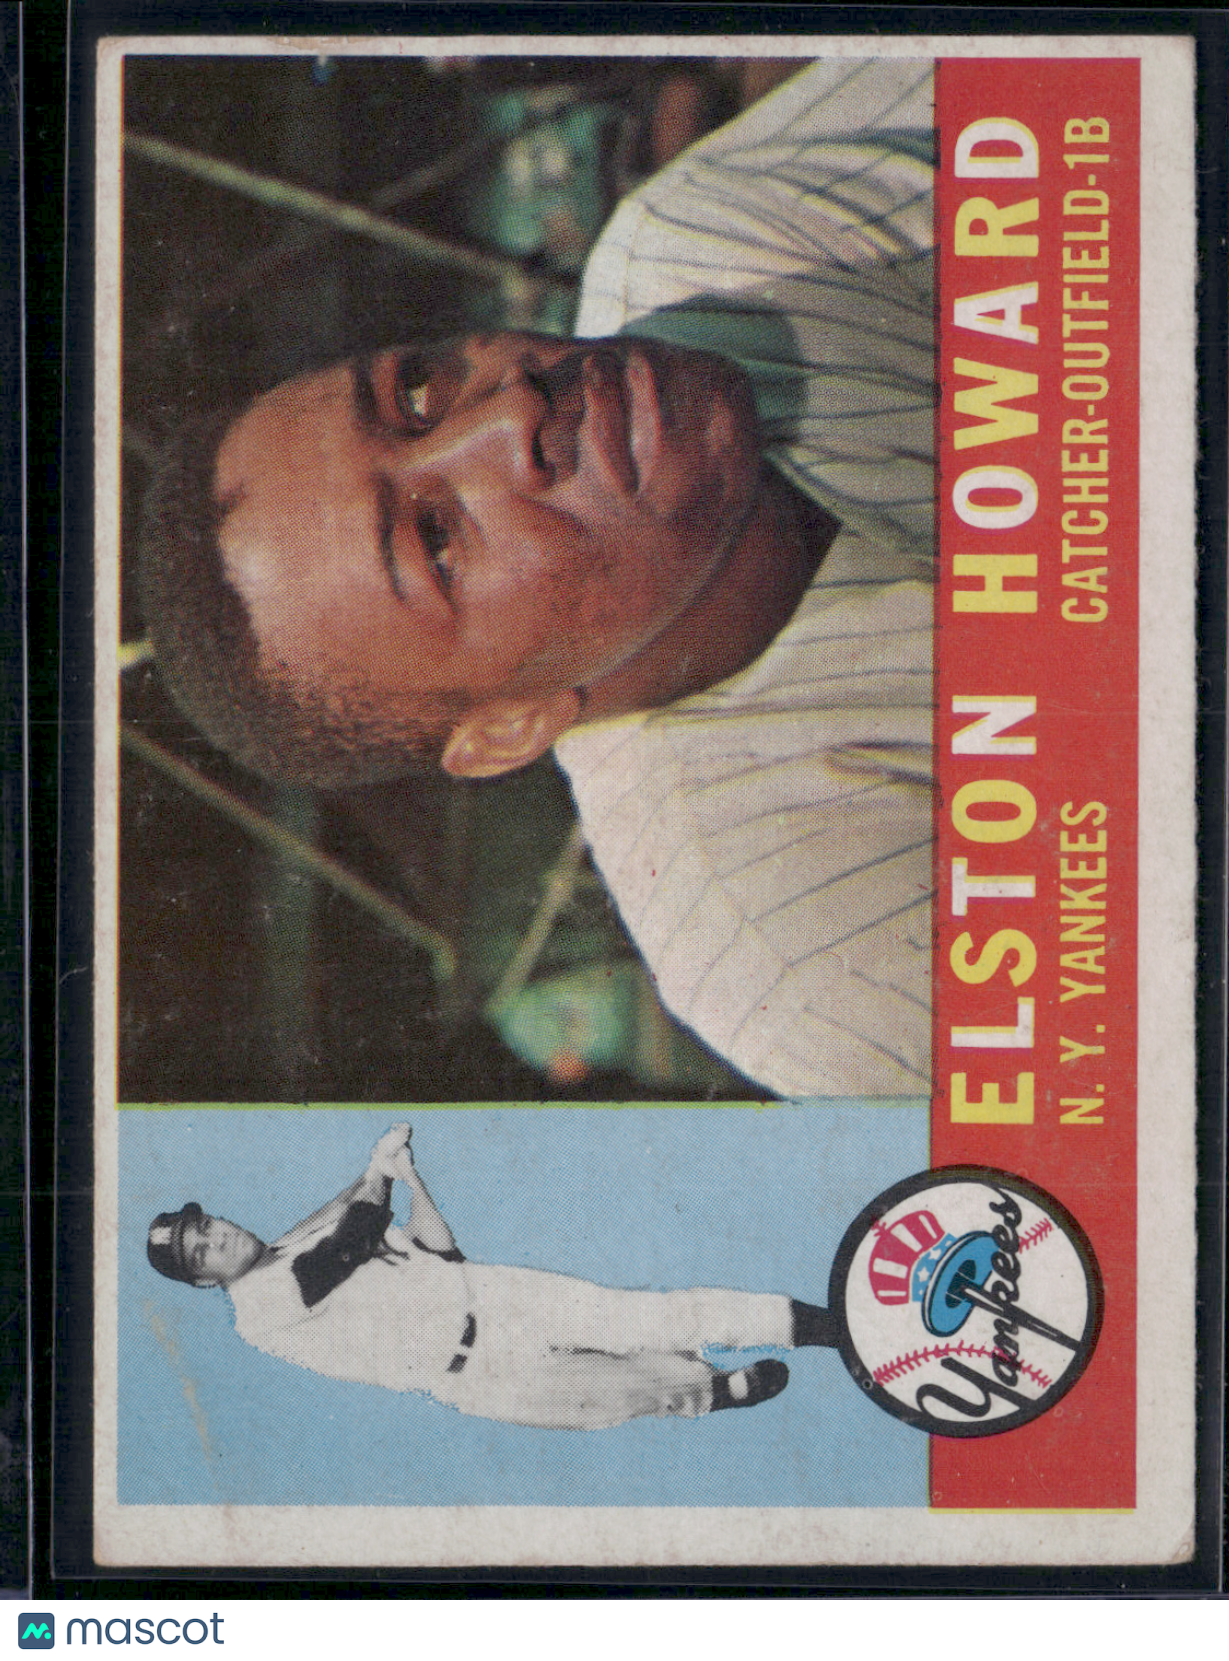 ELSTON HOWARD
N. Y. YANKEES CATCHER-OUTFIELD-1B
Yankees
mascot